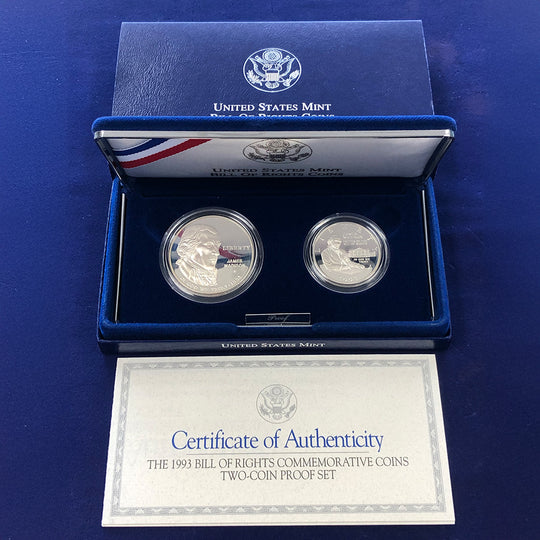 UNITED STATES MINT
BILL OF RIGHTS COINS
UNITED STATES MINT
BILL OF RIGHTS COINS
LIBERTY
JAMES
MADISON
Proof
UNITED STATES MINT
Certificate of Authenticity
THE 1993 BILL OF RIGHTS COMMEMORATIVE COINS
TWO-COIN PROOF SET